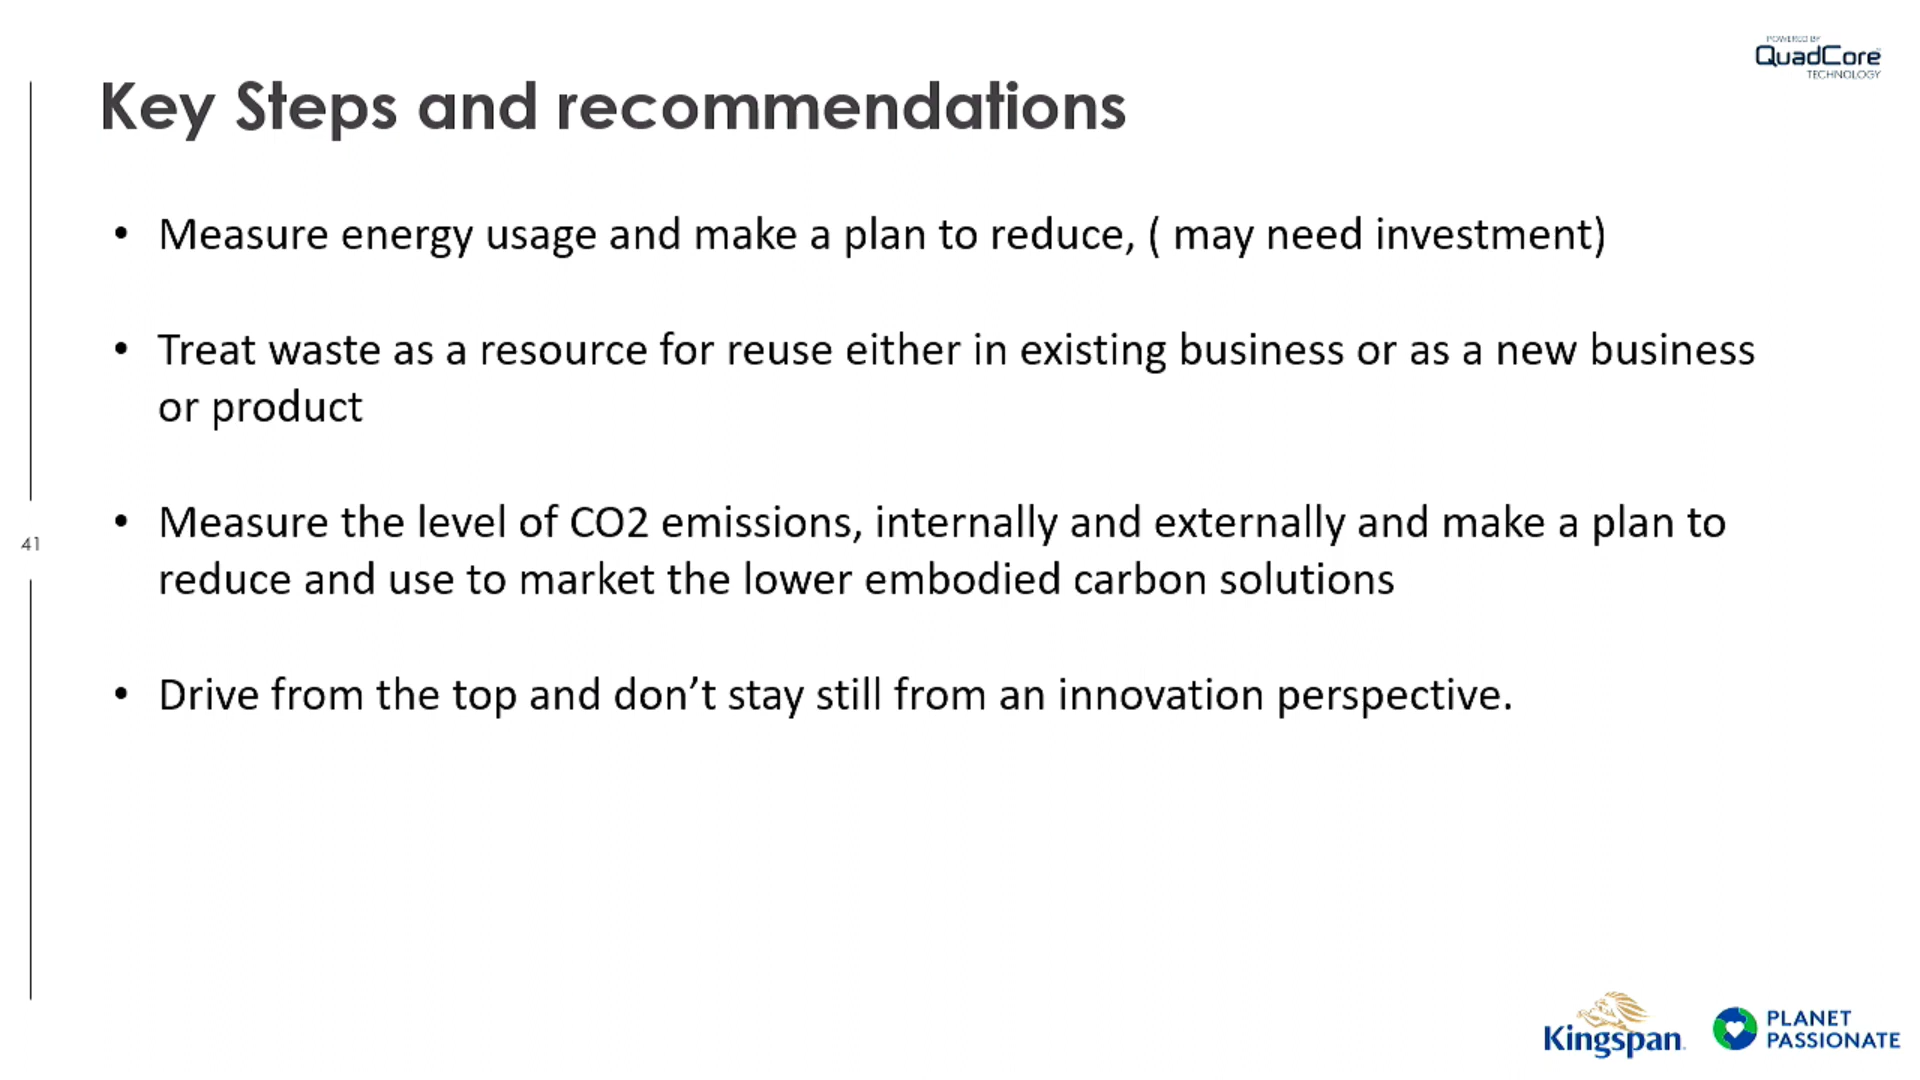 POWERED BY
QuadCore
TECHNOLOGY
Key Steps and recommendations
• Measure energy usage and make a plan to reduce, ( may need investment)
• Treat waste as a resource for reuse either in existing business or as a new business
or product
• Measure the level of CO2 emissions, internally and externally and make a plan to
reduce and use to market the lower embodied carbon solutions
• Drive from the top and don’t stay still from an innovation perspective.
41
Kingspan
PLANET
PASSIONATE